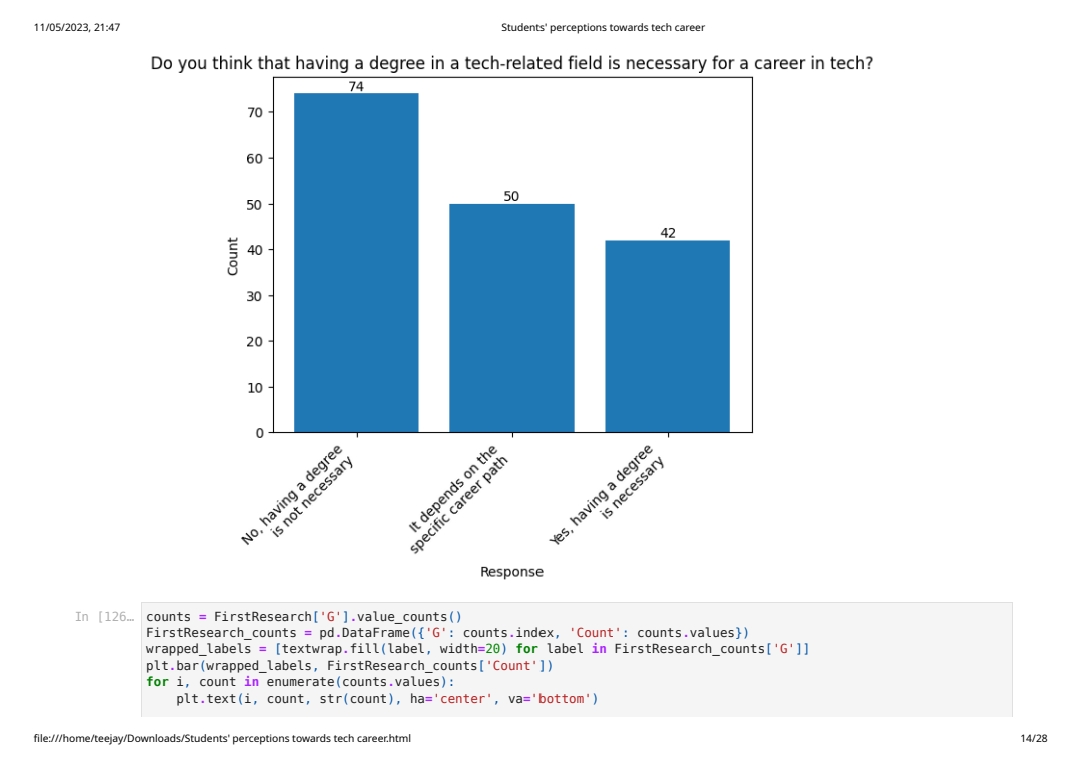 11/05/2023, 21:47
Students' perceptions towards tech career
Do you think that having a degree in a tech-related field is necessary for a career in tech?
74
50
42
70
60
50
40
30
20
10
0
Count
No, having a degree
is not necessary
It depends on the
specific career path
Yes, having a degree
is necessary
Response
In [126…
counts = FirstResearch['G'].value_counts()
FirstResearch_counts = pd.DataFrame({'G': counts.index, 'Count': counts.values})
wrapped_labels = [textwrap.fill(label, width=20) for label in FirstResearch_counts['G']]
plt.bar(wrapped_labels, FirstResearch_counts['Count'])
for i, count in enumerate(counts.values):
    plt.text(i, count, str(count), ha='center', va='bottom')
file:///home/teejay/Downloads/Students' perceptions towards tech career.html
14/28